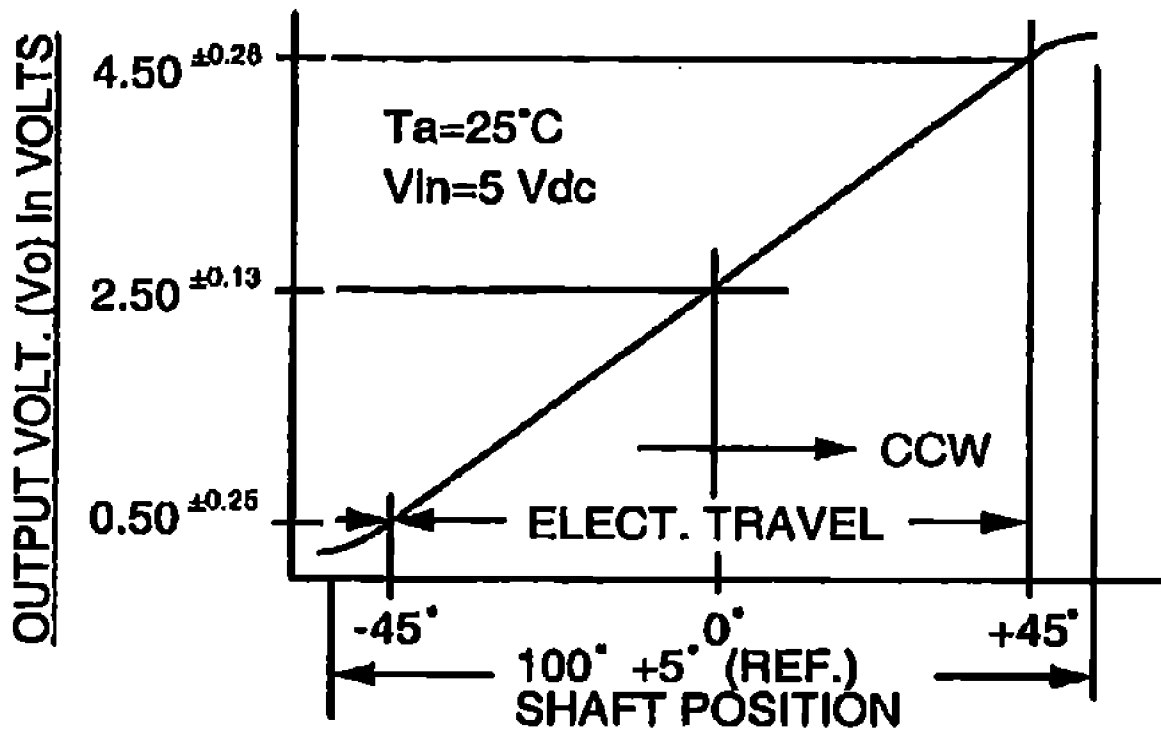 OUTPUT VOLT. (Vo) In VOLTS
4.50 ±0.28
Ta=25°C
Vin=5 Vdc
2.50 ±0.13
CCW
0.50 ±0.25
ELECT. TRAVEL
-45° 0° +45°
100° +5° (REF.)
SHAFT POSITION